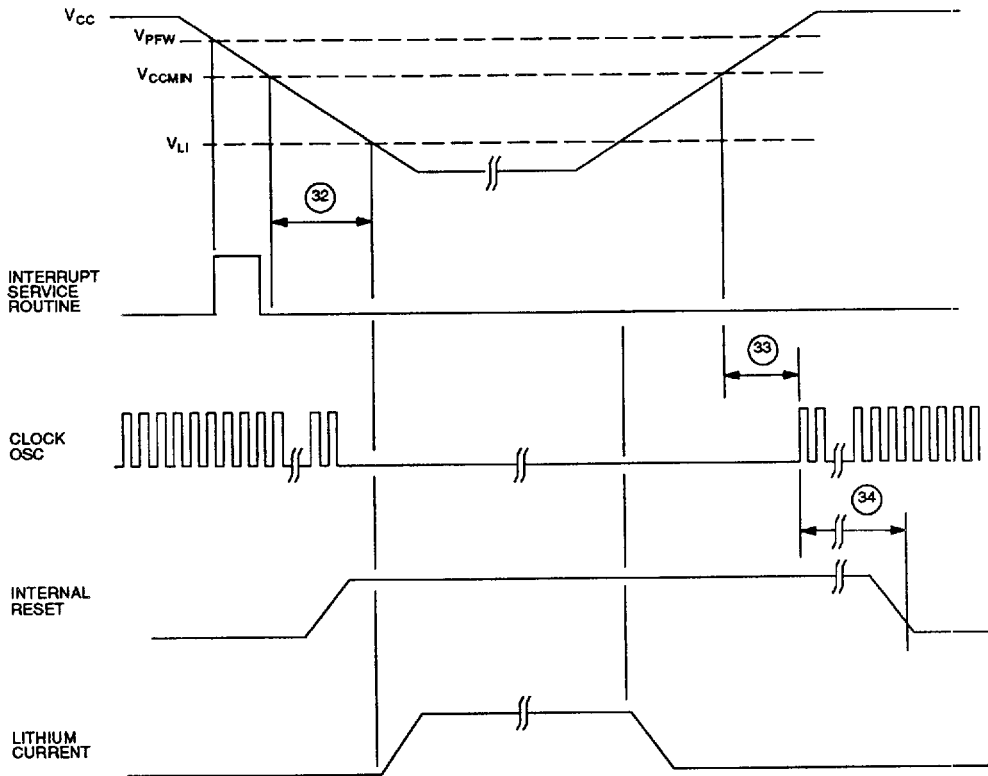 VCC
VPFW
VCCMIN
VLI
32
INTERRUPT
SERVICE
ROUTINE
33
CLOCK
OSC
34
INTERNAL
RESET
LITHIUM
CURRENT